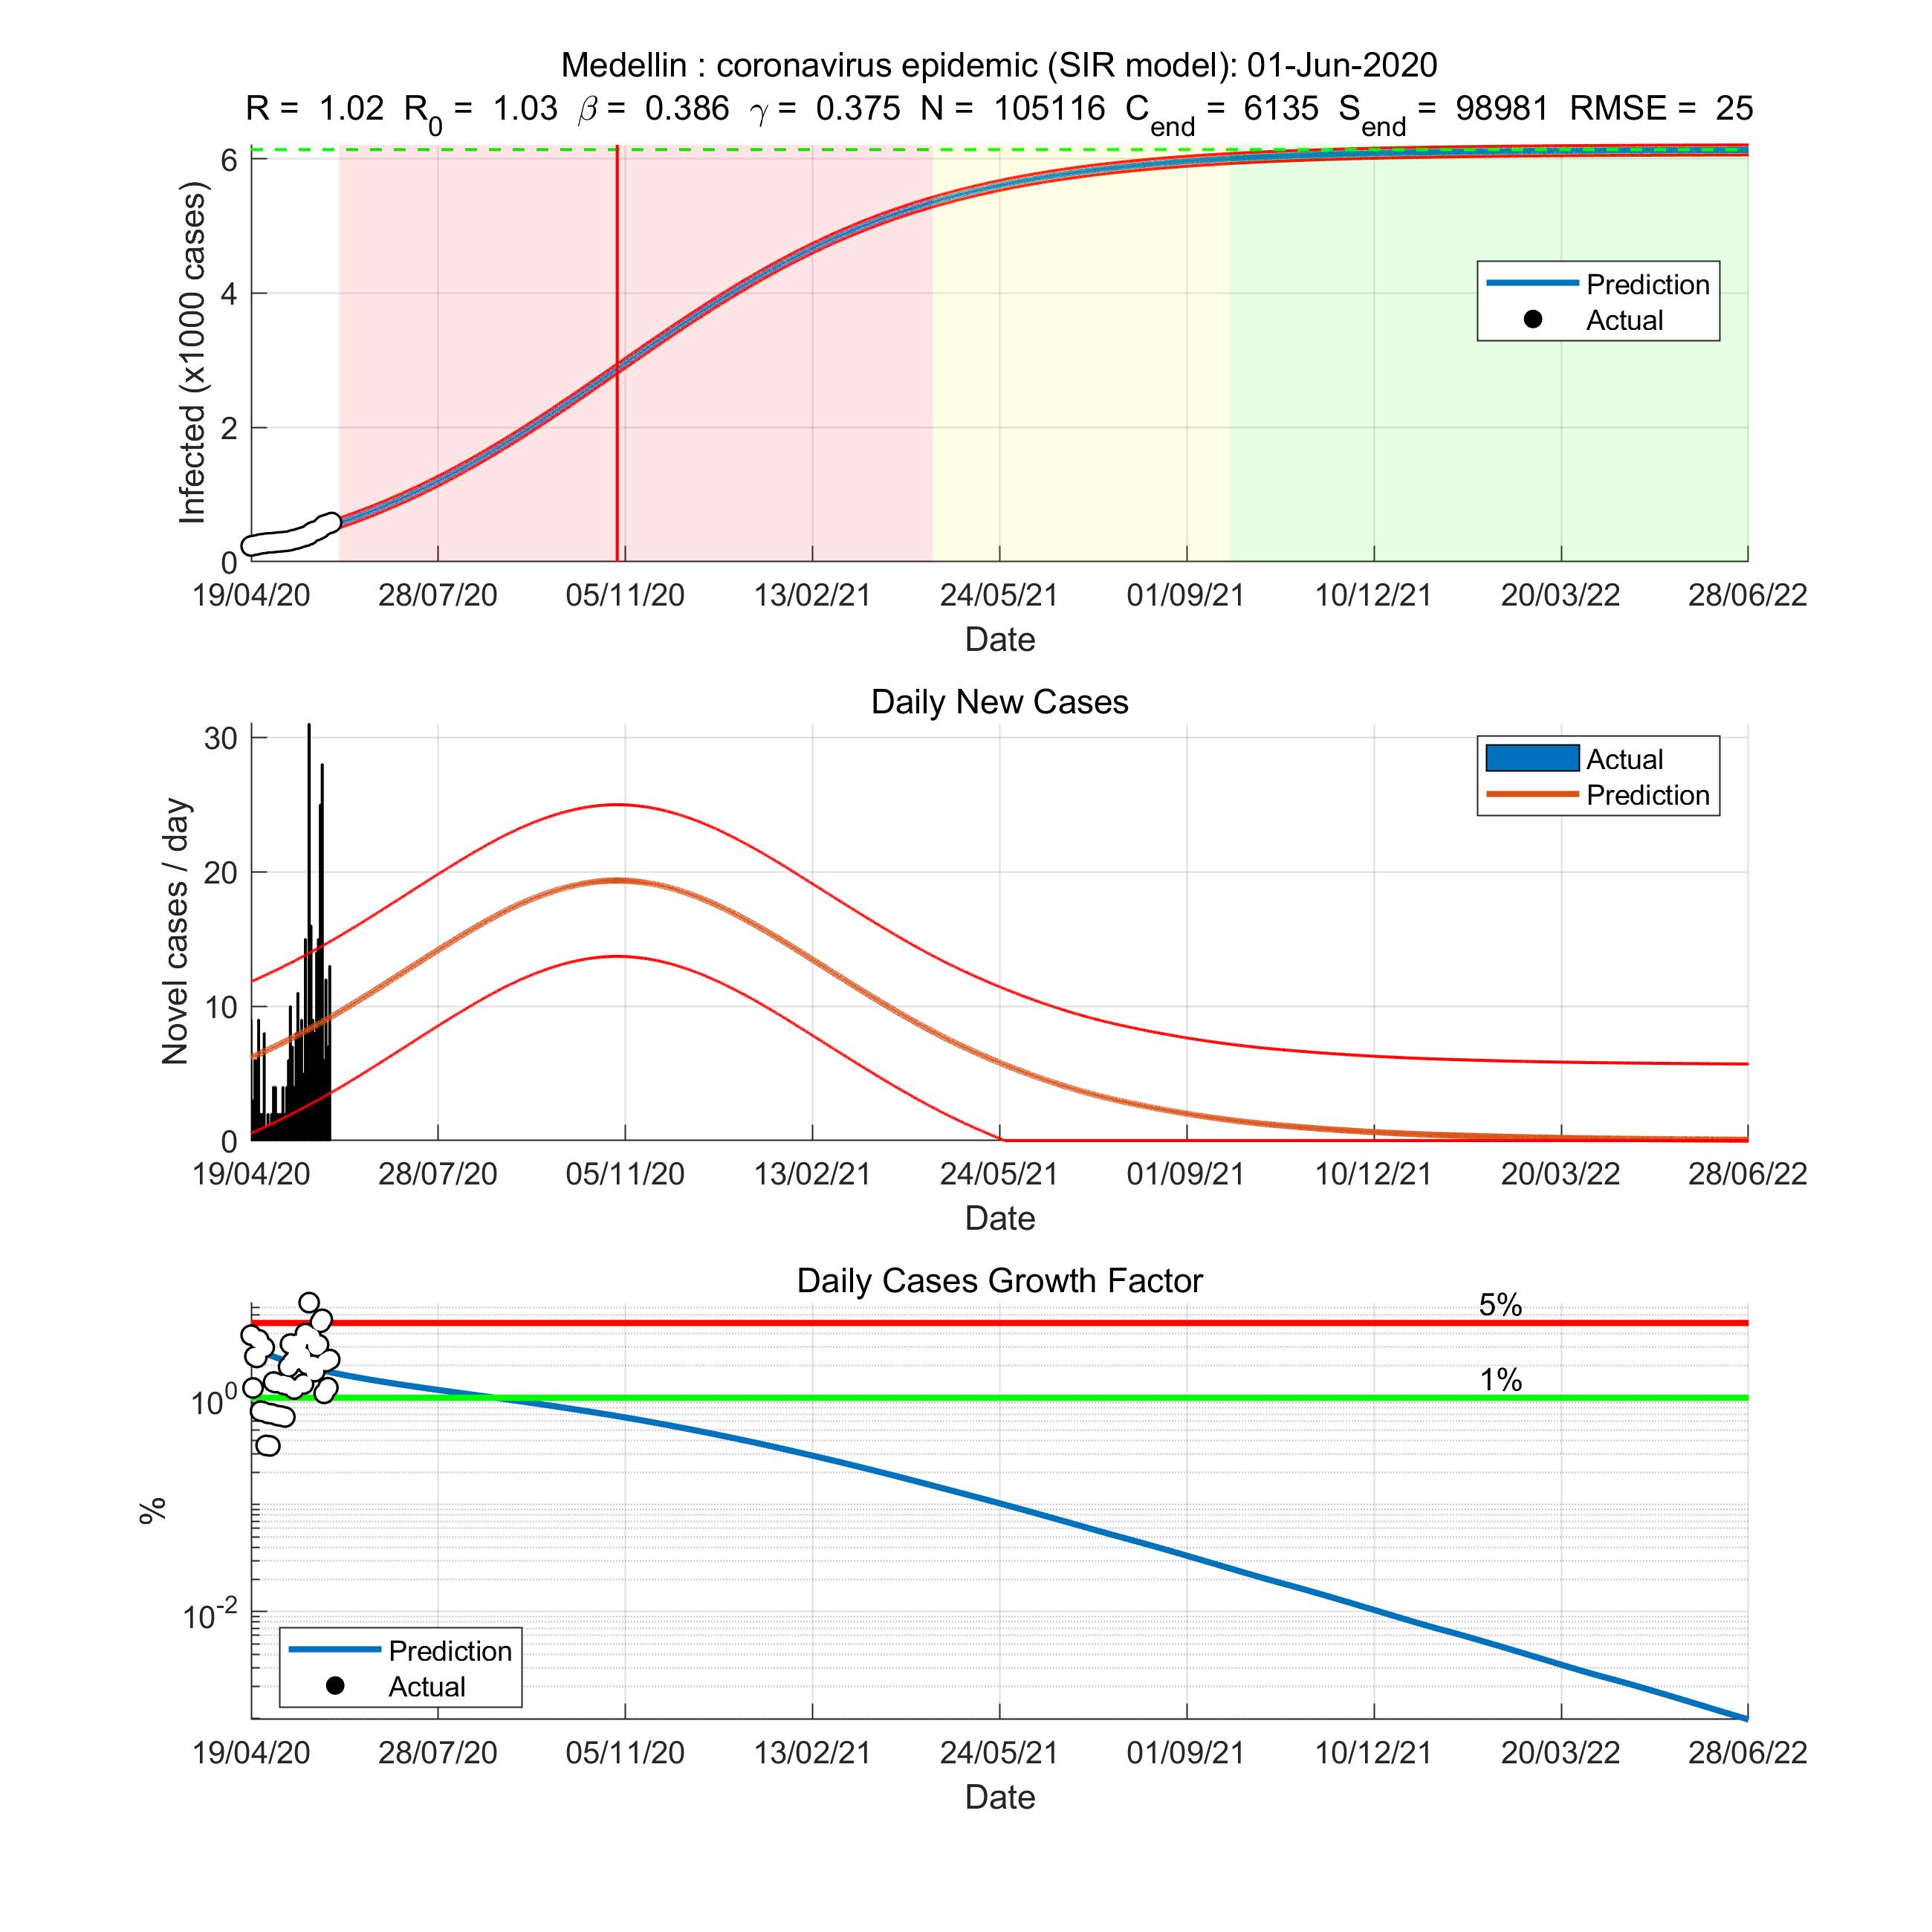 Medellin : coronavirus epidemic (SIR model): 01-Jun-2020
R = 1.02 R0 = 1.03 β = 0.386 γ = 0.375 N = 105116 Cend = 6135 Send = 98981 RMSE = 25
Infected (x1000 cases)
6
4
2
0
Prediction
Actual
19/04/20 28/07/20 05/11/20 13/02/21 24/05/21 01/09/21 10/12/21 20/03/22 28/06/22
Date
Daily New Cases
Novel cases / day
30
20
10
0
Actual
Prediction
19/04/20 28/07/20 05/11/20 13/02/21 24/05/21 01/09/21 10/12/21 20/03/22 28/06/22
Date
Daily Cases Growth Factor
%
5%
1%
10^0
10^-2
Prediction
Actual
19/04/20 28/07/20 05/11/20 13/02/21 24/05/21 01/09/21 10/12/21 20/03/22 28/06/22
Date